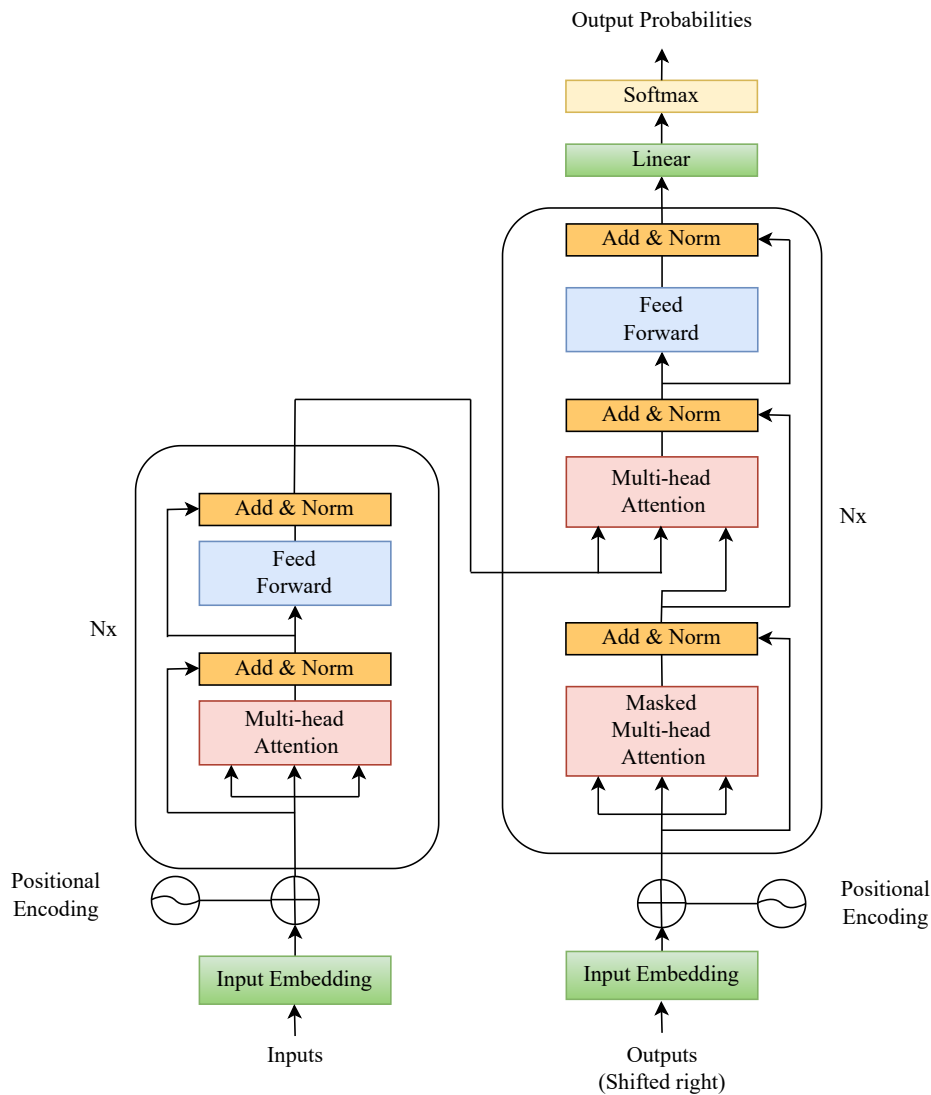 Output Probabilities
Softmax
Linear
Add & Norm
Feed
Forward
Add & Norm
Multi-head
Attention
Nx
Add & Norm
Masked
Multi-head
Attention
Add & Norm
Feed
Forward
Nx
Add & Norm
Multi-head
Attention
Positional
Encoding
Positional
Encoding
Input Embedding
Input Embedding
Inputs
Outputs
(Shifted right)